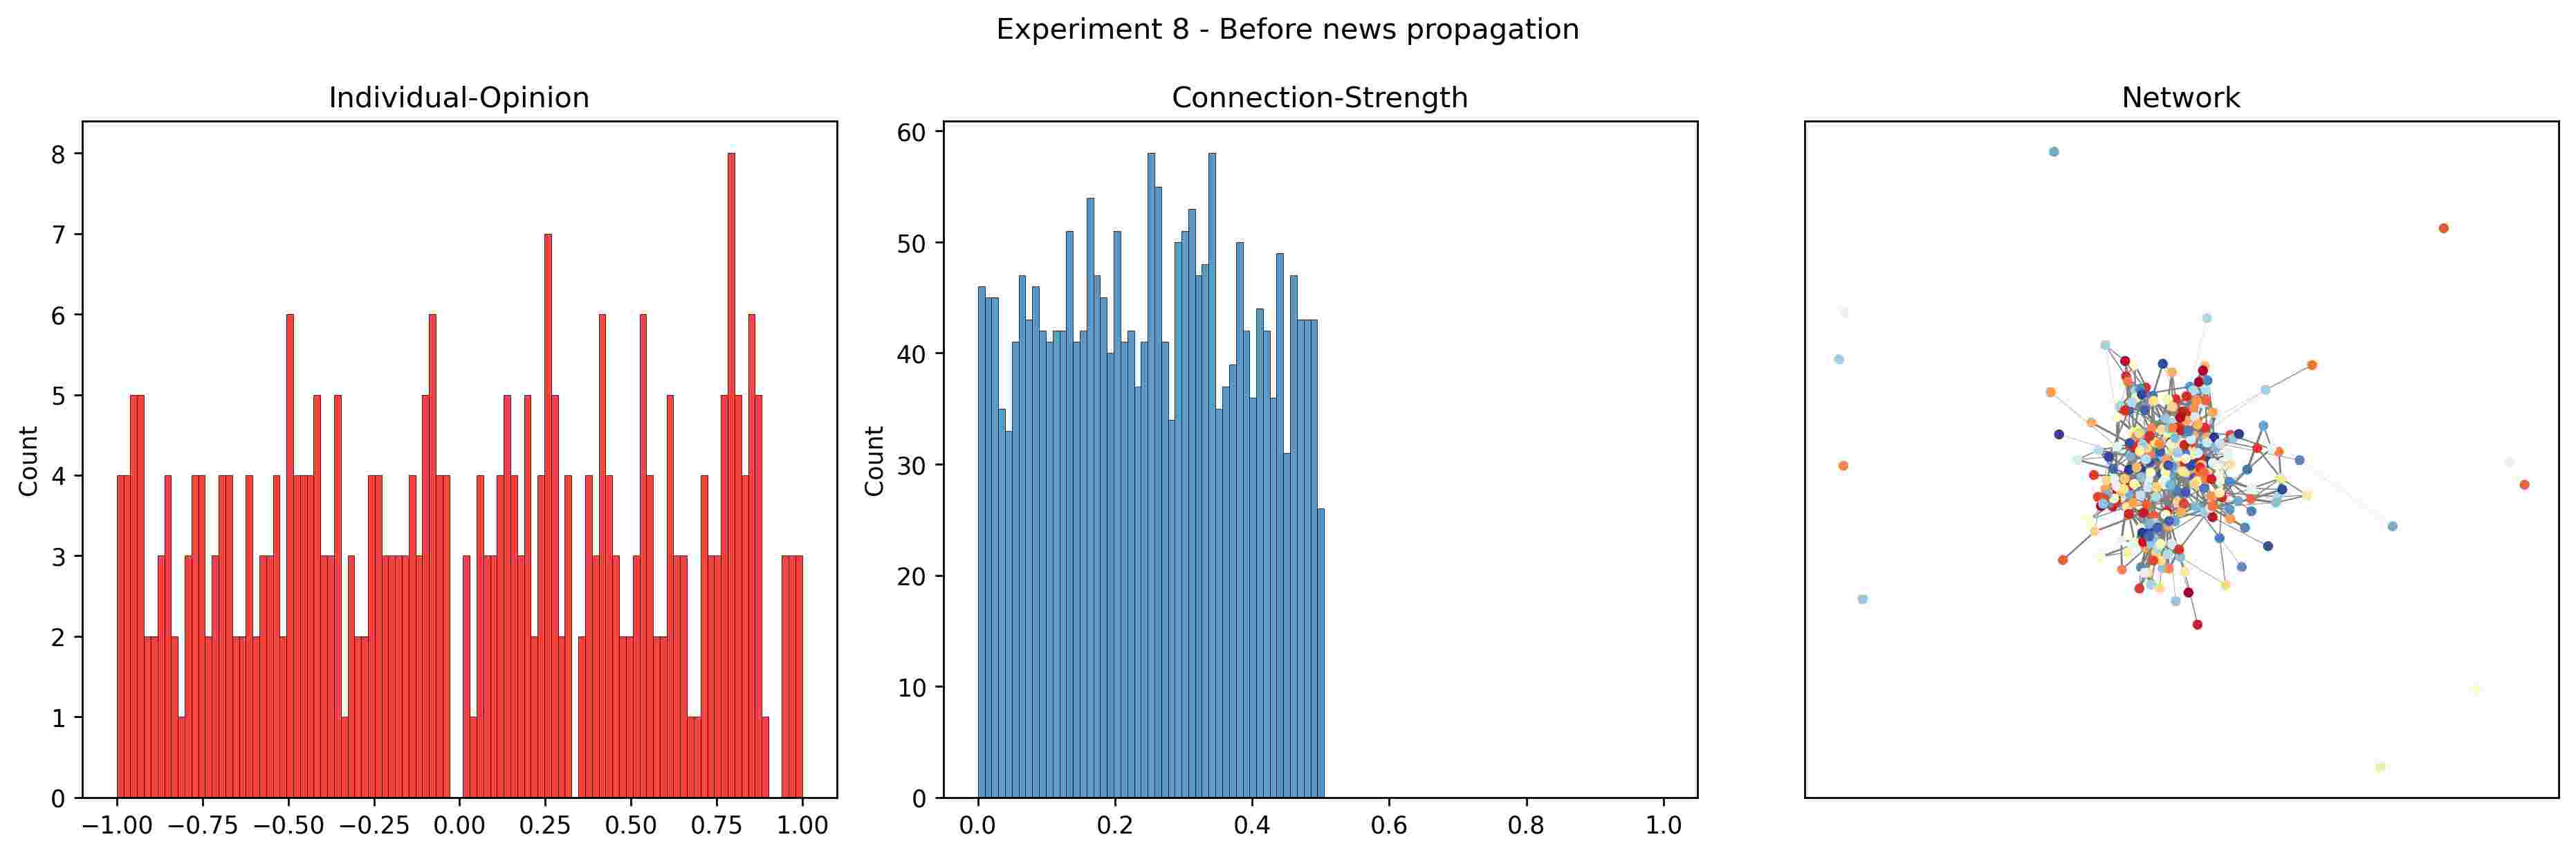 Experiment 8 - Before news propagation
Individual-Opinion
Count
8
7
6
5
4
3
2
1
0
−1.00 −0.75 −0.50 −0.25 0.00 0.25 0.50 0.75 1.00
Connection-Strength
Count
60
50
40
30
20
10
0
0.0 0.2 0.4 0.6 0.8 1.0
Network